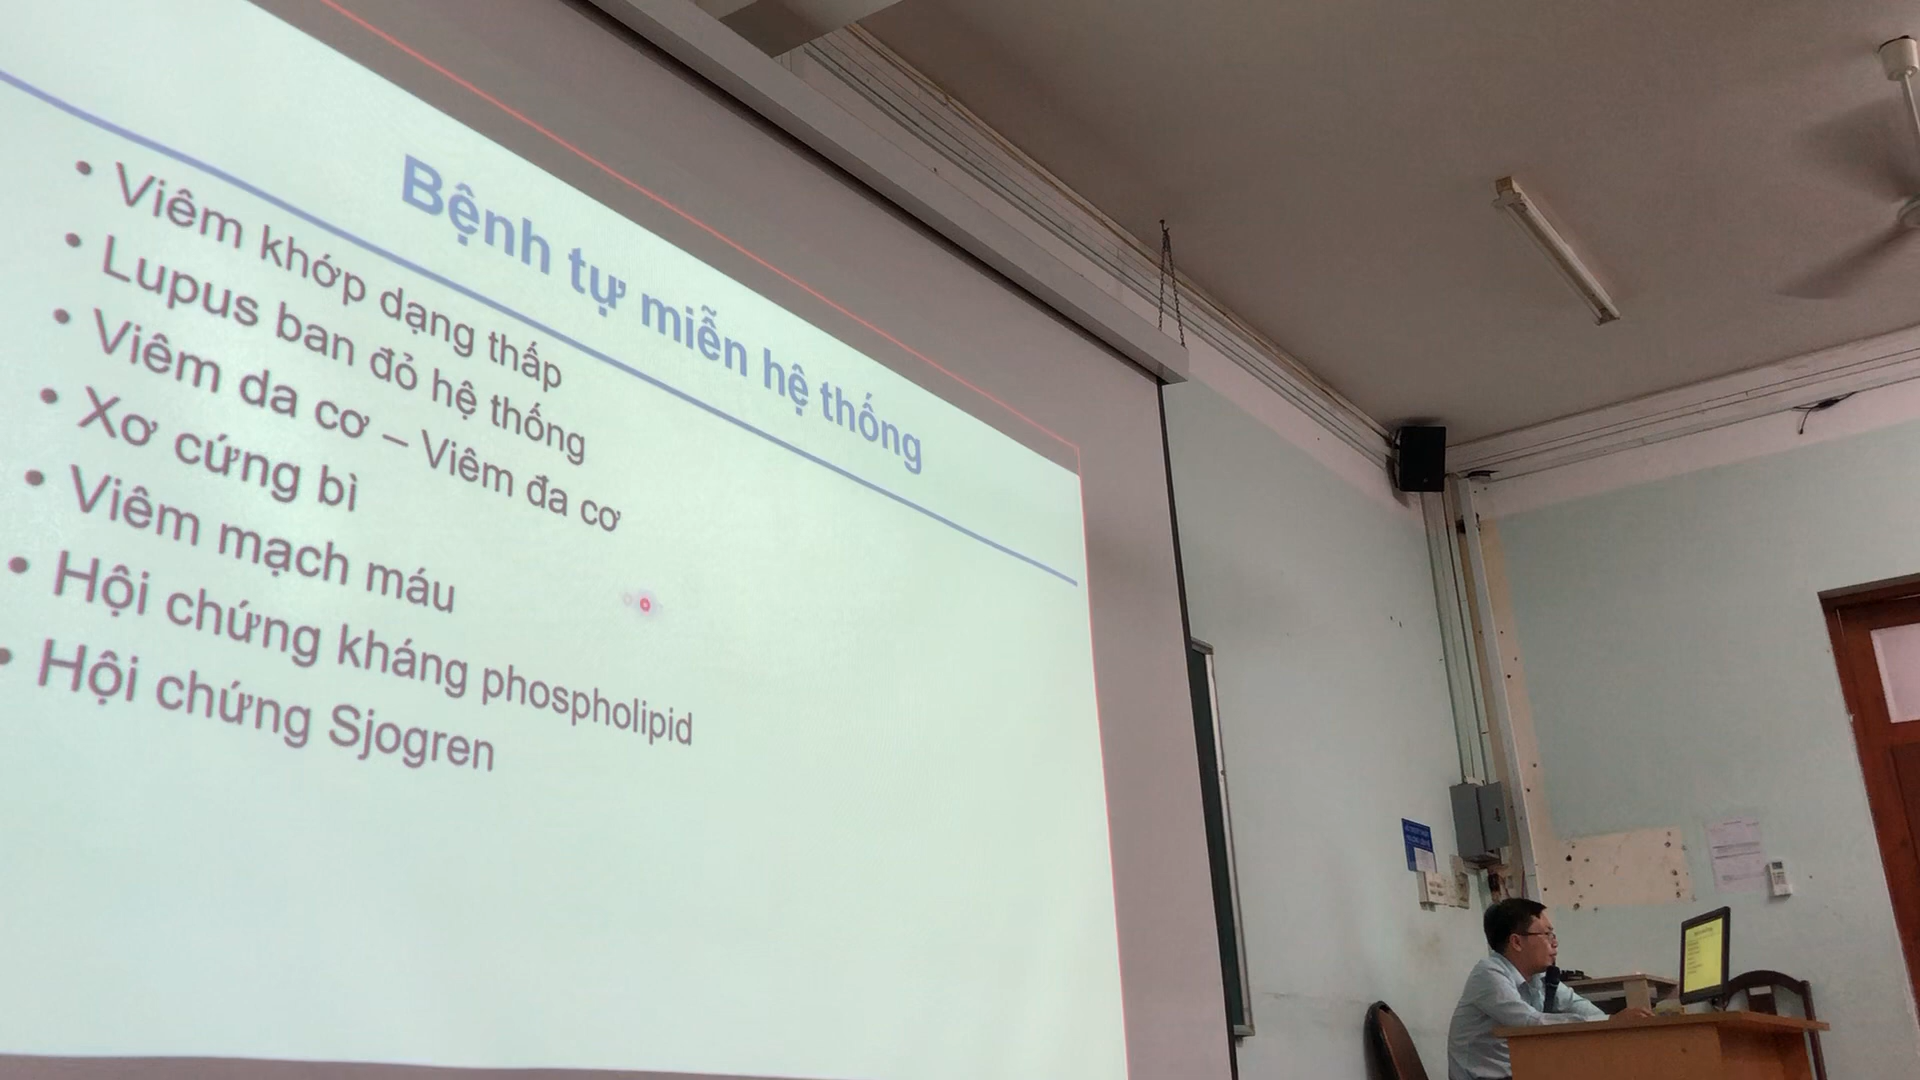 Bệnh tự miễn hệ thống
• Viêm khớp dạng thấp
• Lupus ban đỏ hệ thống
• Viêm da cơ – Viêm đa cơ
• Xơ cứng bì
• Viêm mạch máu
• Hội chứng kháng phospholipid
• Hội chứng Sjogren